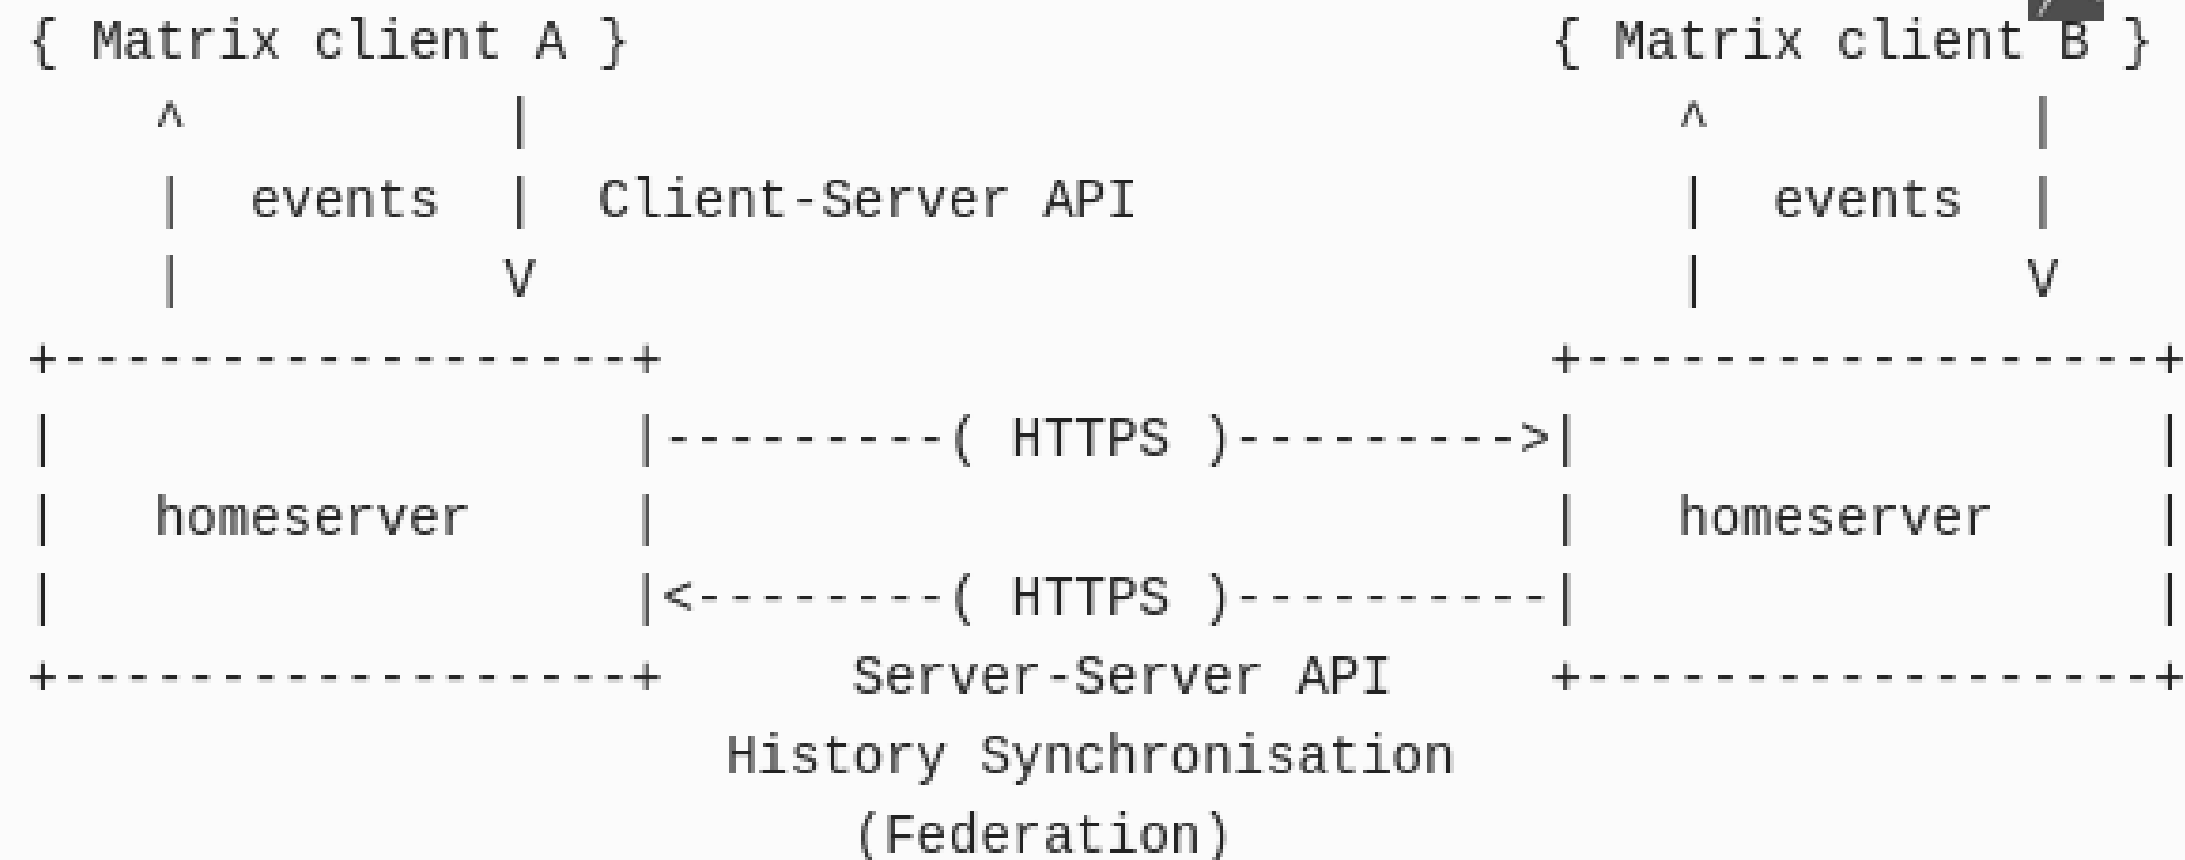 { Matrix client A }                              { Matrix client B }
    ^          |                                     ^          |
    |  events  |  Client-Server API                  |  events  |
    |          V                                     |          V
+------------------+                             +------------------+
|                  |---------( HTTPS )--------->|                  |
|   homeserver     |                             |   homeserver     |
|                  |<--------( HTTPS )----------|                  |
+------------------+      Server-Server API      +------------------+
                      History Synchronisation
                          (Federation)